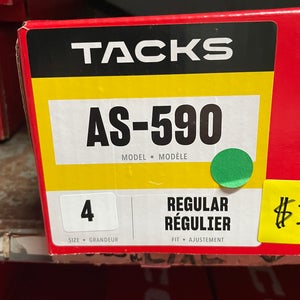 TACKS
AS-590
MODEL • MODÈLE
4
SIZE • GRANDEUR
REGULAR
RÉGULIER
FIT • AJUSTEMENT
$